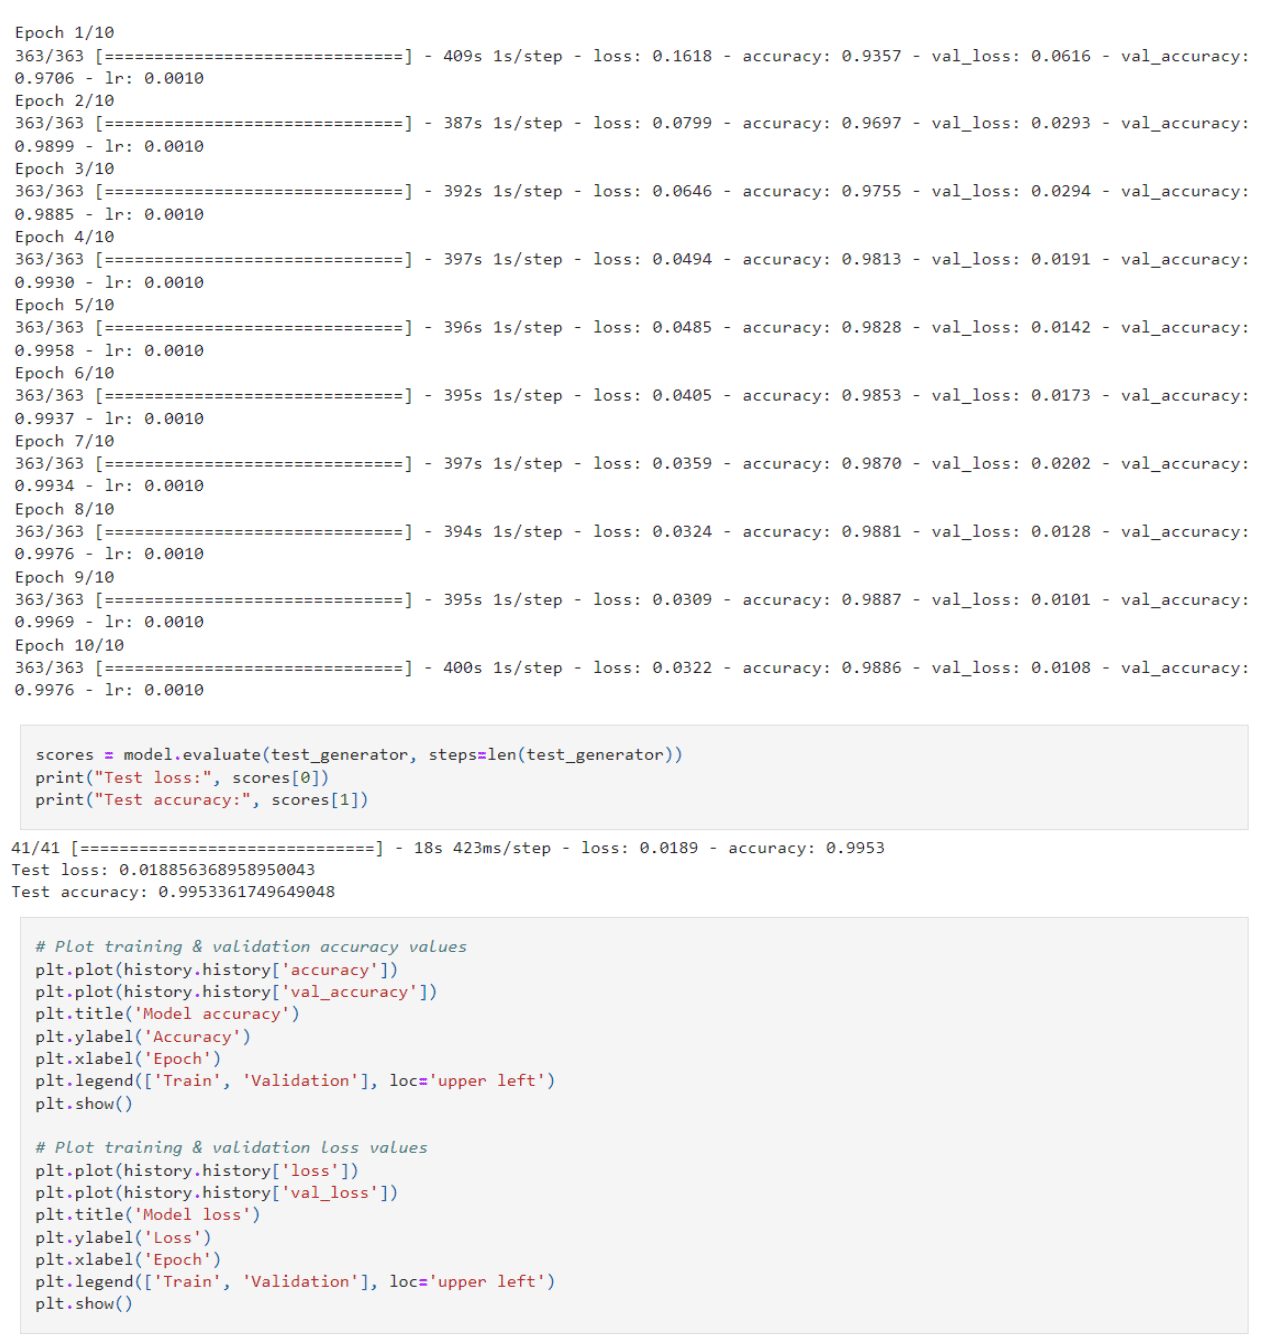 Epoch 1/10
363/363 [==============================] - 409s 1s/step - loss: 0.1618 - accuracy: 0.9357 - val_loss: 0.0616 - val_accuracy:
0.9706 - lr: 0.0010
Epoch 2/10
363/363 [==============================] - 387s 1s/step - loss: 0.0799 - accuracy: 0.9697 - val_loss: 0.0293 - val_accuracy:
0.9899 - lr: 0.0010
Epoch 3/10
363/363 [==============================] - 392s 1s/step - loss: 0.0646 - accuracy: 0.9755 - val_loss: 0.0294 - val_accuracy:
0.9885 - lr: 0.0010
Epoch 4/10
363/363 [==============================] - 397s 1s/step - loss: 0.0494 - accuracy: 0.9813 - val_loss: 0.0191 - val_accuracy:
0.9930 - lr: 0.0010
Epoch 5/10
363/363 [==============================] - 396s 1s/step - loss: 0.0485 - accuracy: 0.9828 - val_loss: 0.0142 - val_accuracy:
0.9958 - lr: 0.0010
Epoch 6/10
363/363 [==============================] - 395s 1s/step - loss: 0.0405 - accuracy: 0.9853 - val_loss: 0.0173 - val_accuracy:
0.9937 - lr: 0.0010
Epoch 7/10
363/363 [==============================] - 397s 1s/step - loss: 0.0359 - accuracy: 0.9870 - val_loss: 0.0202 - val_accuracy:
0.9934 - lr: 0.0010
Epoch 8/10
363/363 [==============================] - 394s 1s/step - loss: 0.0324 - accuracy: 0.9881 - val_loss: 0.0128 - val_accuracy:
0.9976 - lr: 0.0010
Epoch 9/10
363/363 [==============================] - 395s 1s/step - loss: 0.0309 - accuracy: 0.9887 - val_loss: 0.0101 - val_accuracy:
0.9969 - lr: 0.0010
Epoch 10/10
363/363 [==============================] - 400s 1s/step - loss: 0.0322 - accuracy: 0.9886 - val_loss: 0.0108 - val_accuracy:
0.9976 - lr: 0.0010
scores = model.evaluate(test_generator, steps=len(test_generator))
print("Test loss:", scores[0])
print("Test accuracy:", scores[1])
41/41 [==============================] - 18s 423ms/step - loss: 0.0189 - accuracy: 0.9953
Test loss: 0.018856368958950043
Test accuracy: 0.9953361749649048
# Plot training & validation accuracy values
plt.plot(history.history['accuracy'])
plt.plot(history.history['val_accuracy'])
plt.title('Model accuracy')
plt.ylabel('Accuracy')
plt.xlabel('Epoch')
plt.legend(['Train', 'Validation'], loc='upper left')
plt.show()
# Plot training & validation loss values
plt.plot(history.history['loss'])
plt.plot(history.history['val_loss'])
plt.title('Model loss')
plt.ylabel('Loss')
plt.xlabel('Epoch')
plt.legend(['Train', 'Validation'], loc='upper left')
plt.show()